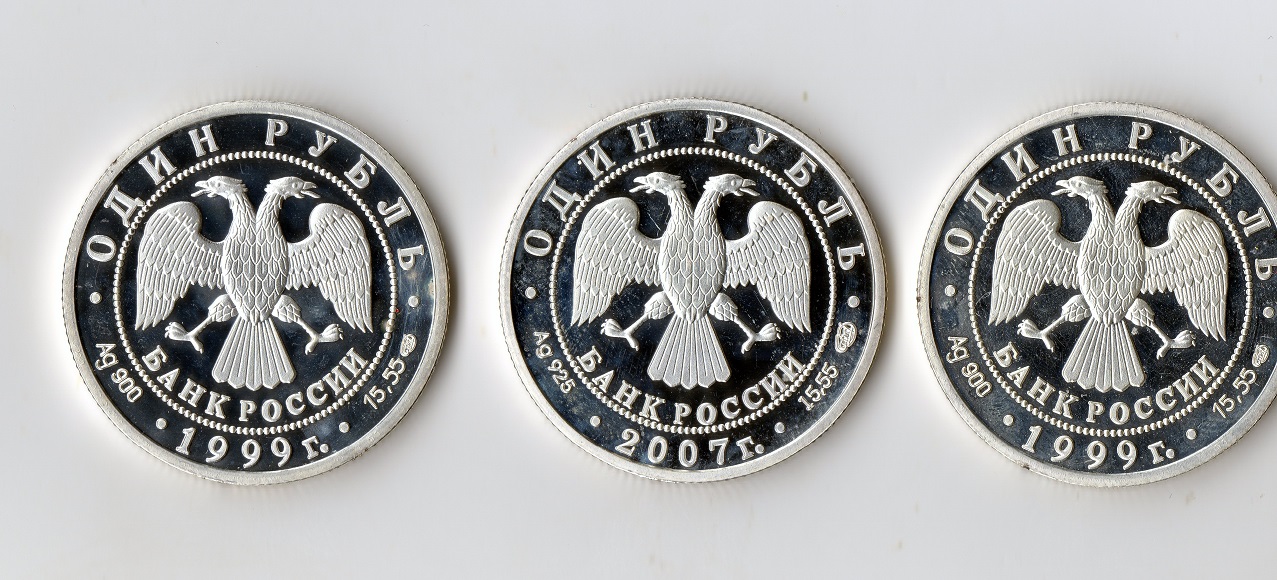 ОДИН РУБЛЬ
Ag 900
БАНК РОССИИ
15,55
1999 г.
ОДИН РУБЛЬ
Ag 925
БАНК РОССИИ
15,55
2007 г.
ОДИН РУБЛЬ
Ag 900
БАНК РОССИИ
15,55
1999 г.